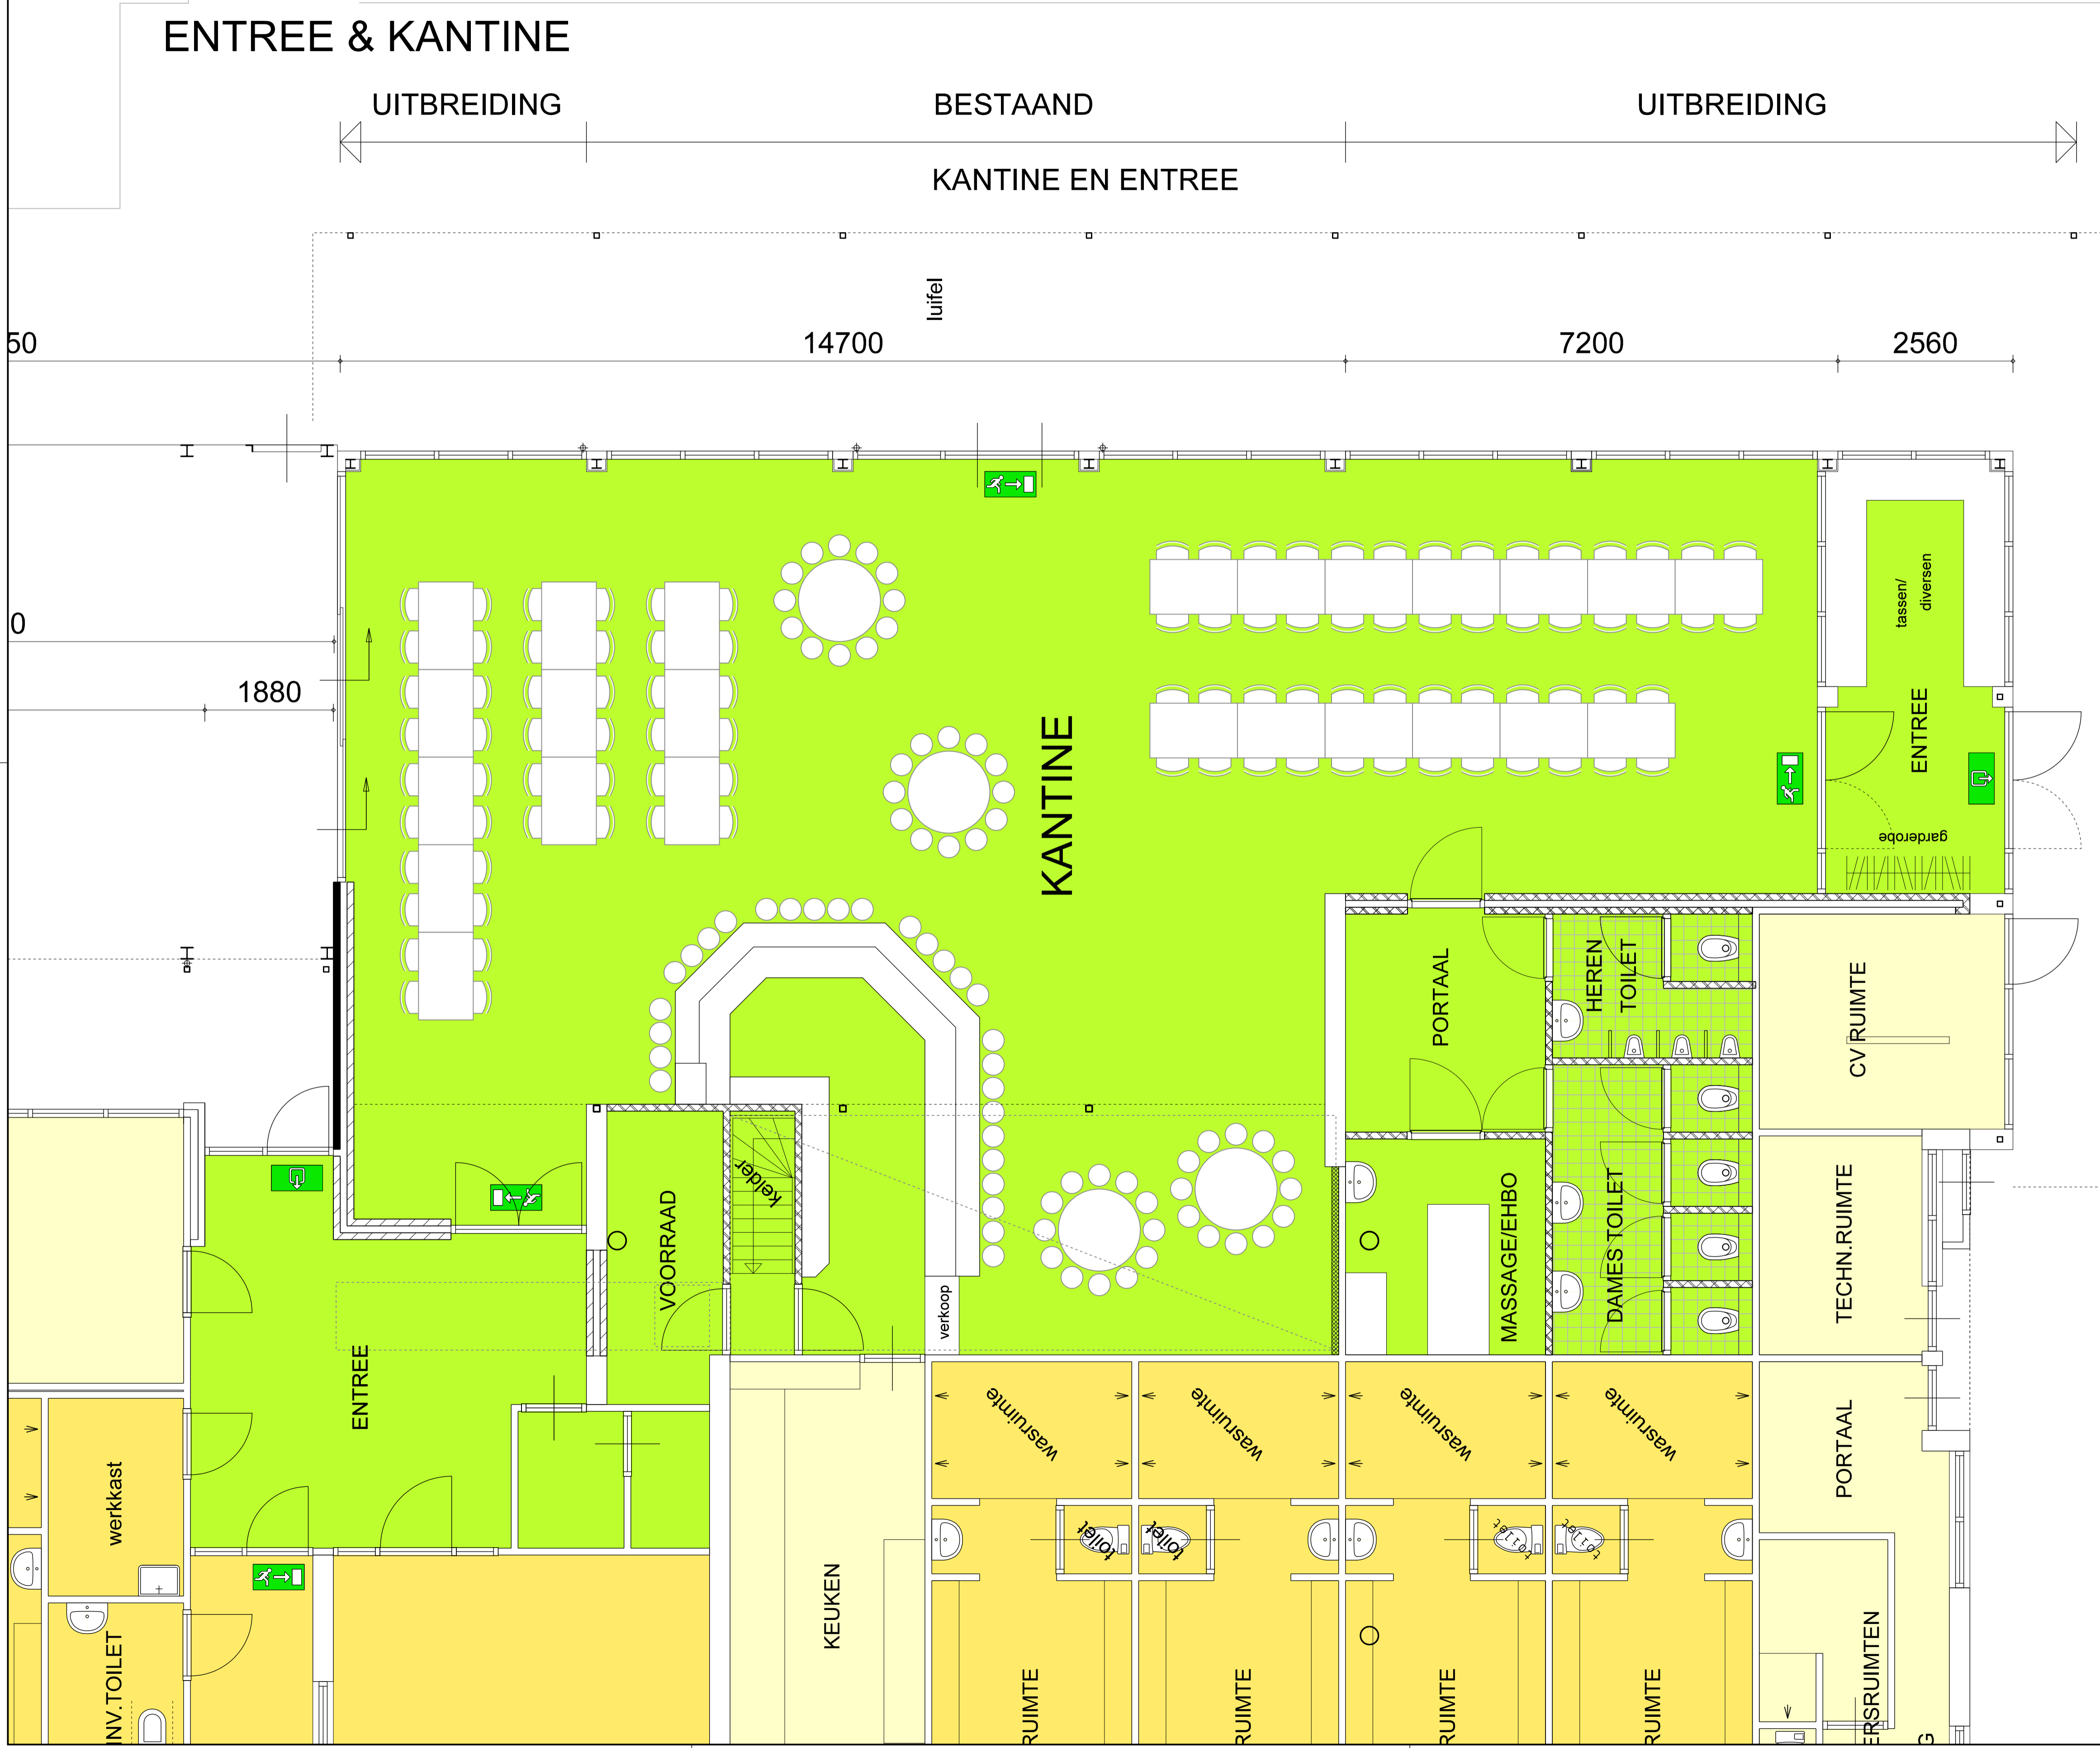 ENTREE & KANTINE
UITBREIDING
BESTAAND
UITBREIDING
KANTINE EN ENTREE
luifel
50
14700
7200
2560
0
1880
tassen/
diversen
ENTREE
garderobe
KANTINE
PORTAAL
HEREN
TOILET
CV RUIMTE
kelder
VOORRAAD
MASSAGE/EHBO
DAMES TOILET
TECHN.RUIMTE
verkoop
ENTREE
wasruimte
wasruimte
wasruimte
wasruimte
PORTAAL
werkkast
toilet
toilet
toilet
toilet
KEUKEN
INV.TOILET
RUIMTE
RUIMTE
RUIMTE
RUIMTE
ERSRUIMTEN
G